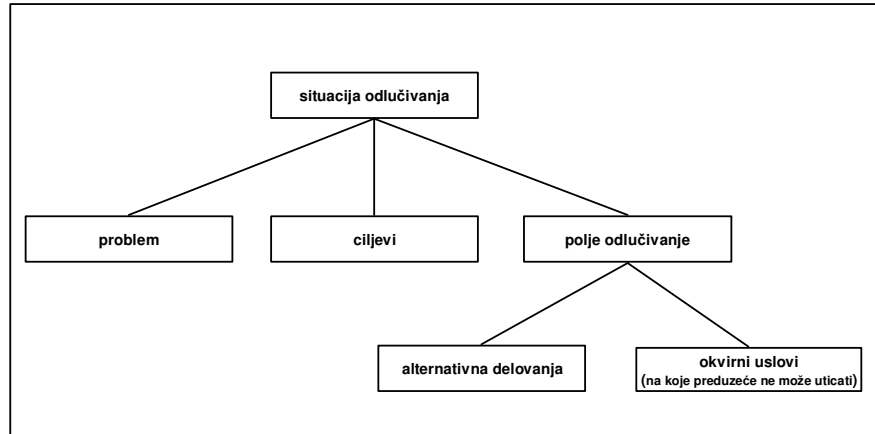 situacija odlučivanja
problem
ciljevi
polje odlučivanje
alternativna delovanja
okvirni uslovi
(na koje preduzeće ne može uticati)